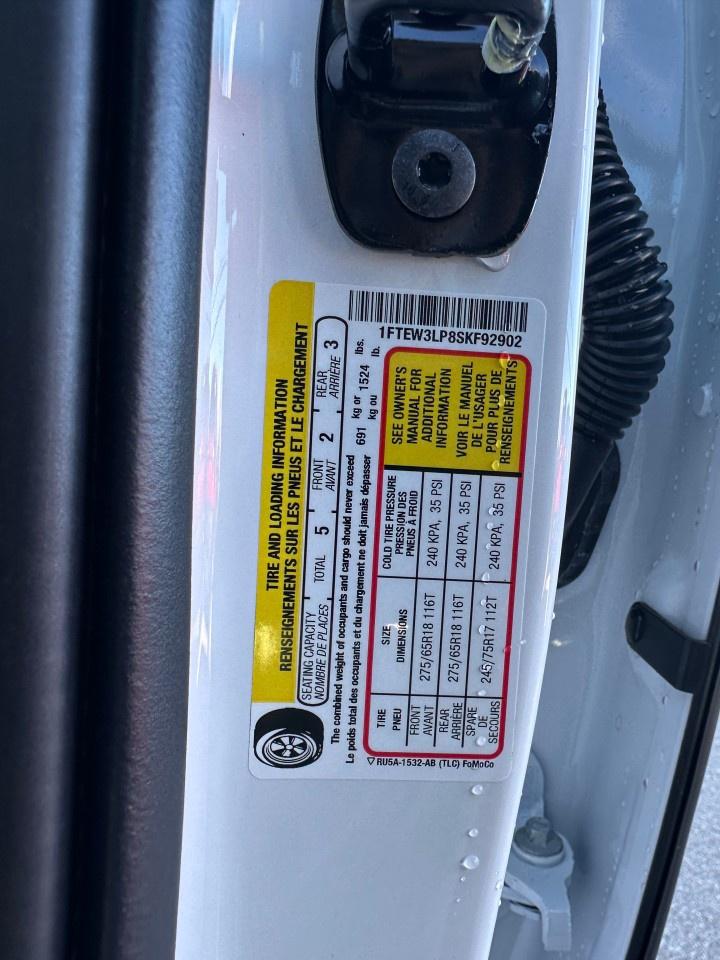 1FTEW3LP8SKF92902
TIRE AND LOADING INFORMATION
RENSEIGNEMENTS SUR LES PNEUS ET LE CHARGEMENT
SEATING CAPACITY TOTAL 5 FRONT 2 REAR 3
NOMBRE DE PLACES AVANT ARRIÈRE
The combined weight of occupants and cargo should never exceed 691 kg or 1524 lbs.
Le poids total des occupants et du chargement ne doit jamais dépasser kg ou lb.
TIRE SIZE COLD TIRE PRESSURE
PNEU DIMENSIONS PRESSION DES
PNEUS À FROID
FRONT 275/65R18 116T 240 KPA, 35 PSI
AVANT
REAR 275/65R18 116T 240 KPA, 35 PSI
ARRIÈRE
SPARE 245/75R17 112T 240 KPA, 35 PSI
DE
SECOURS
SEE OWNER'S
MANUAL FOR
ADDITIONAL
INFORMATION
VOIR LE MANUEL
DE L'USAGER
POUR PLUS DE
RENSEIGNEMENTS
RU5A-1532-AB (TLC) FoMoCo